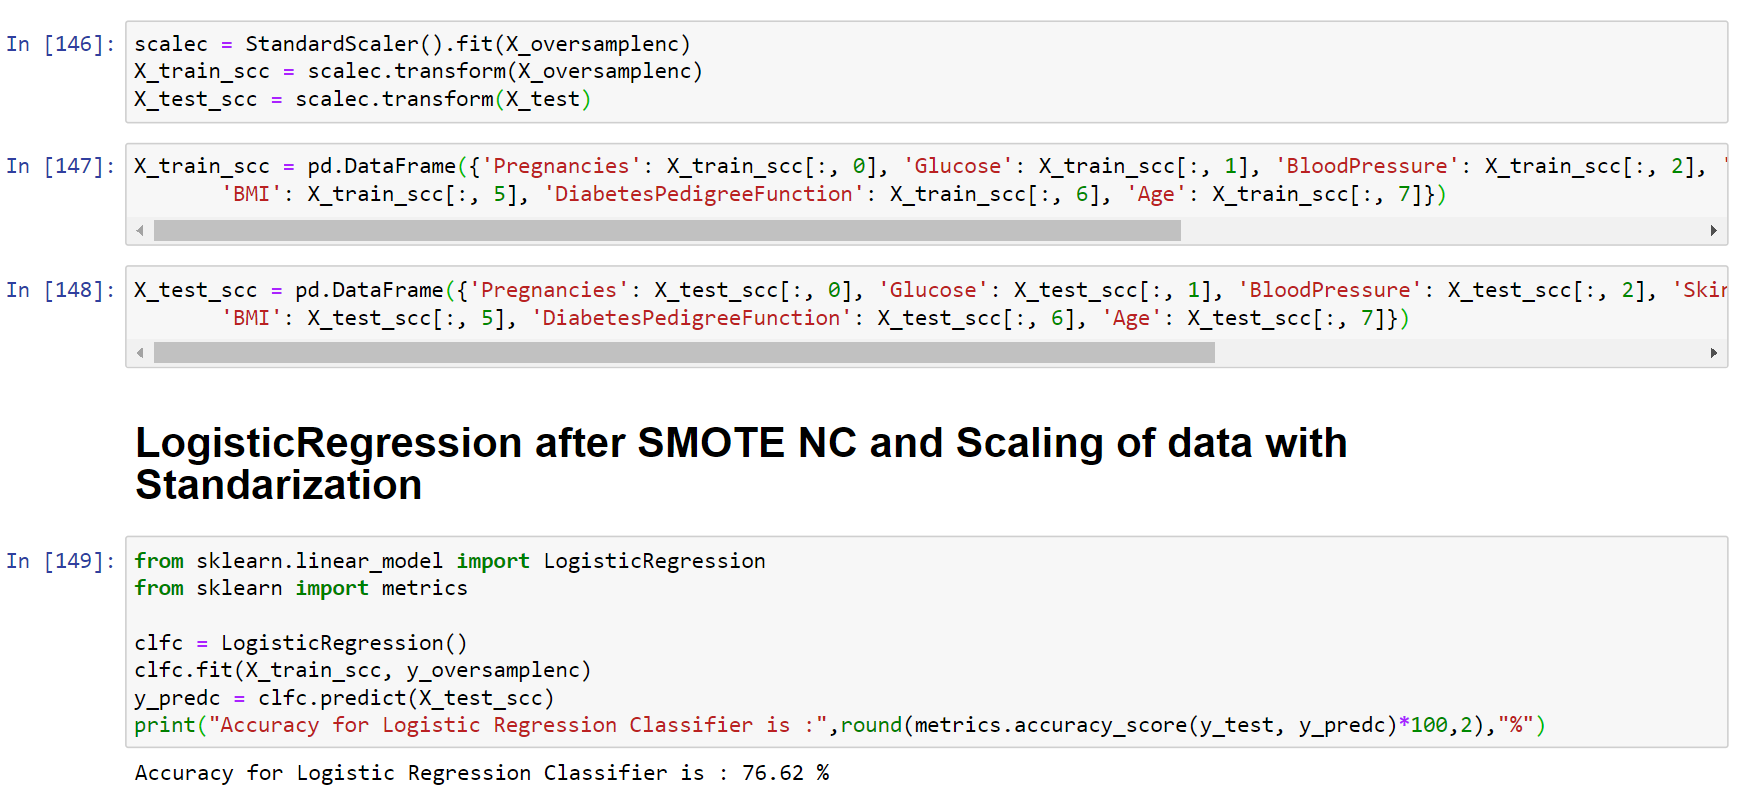 In [146]: scalec = StandardScaler().fit(X_oversamplenc)
X_train_scc = scalec.transform(X_oversamplenc)
X_test_scc = scalec.transform(X_test)
In [147]: X_train_scc = pd.DataFrame({'Pregnancies': X_train_scc[:, 0], 'Glucose': X_train_scc[:, 1], 'BloodPressure': X_train_scc[:, 2], '
'BMI': X_train_scc[:, 5], 'DiabetesPedigreeFunction': X_train_scc[:, 6], 'Age': X_train_scc[:, 7]})
In [148]: X_test_scc = pd.DataFrame({'Pregnancies': X_test_scc[:, 0], 'Glucose': X_test_scc[:, 1], 'BloodPressure': X_test_scc[:, 2], 'Skin
'BMI': X_test_scc[:, 5], 'DiabetesPedigreeFunction': X_test_scc[:, 6], 'Age': X_test_scc[:, 7]})
LogisticRegression after SMOTE NC and Scaling of data with
Standarization
In [149]: from sklearn.linear_model import LogisticRegression
from sklearn import metrics
clfc = LogisticRegression()
clfc.fit(X_train_scc, y_oversamplenc)
y_predc = clfc.predict(X_test_scc)
print("Accuracy for Logistic Regression Classifier is :",round(metrics.accuracy_score(y_test, y_predc)*100,2),"%")
Accuracy for Logistic Regression Classifier is : 76.62 %